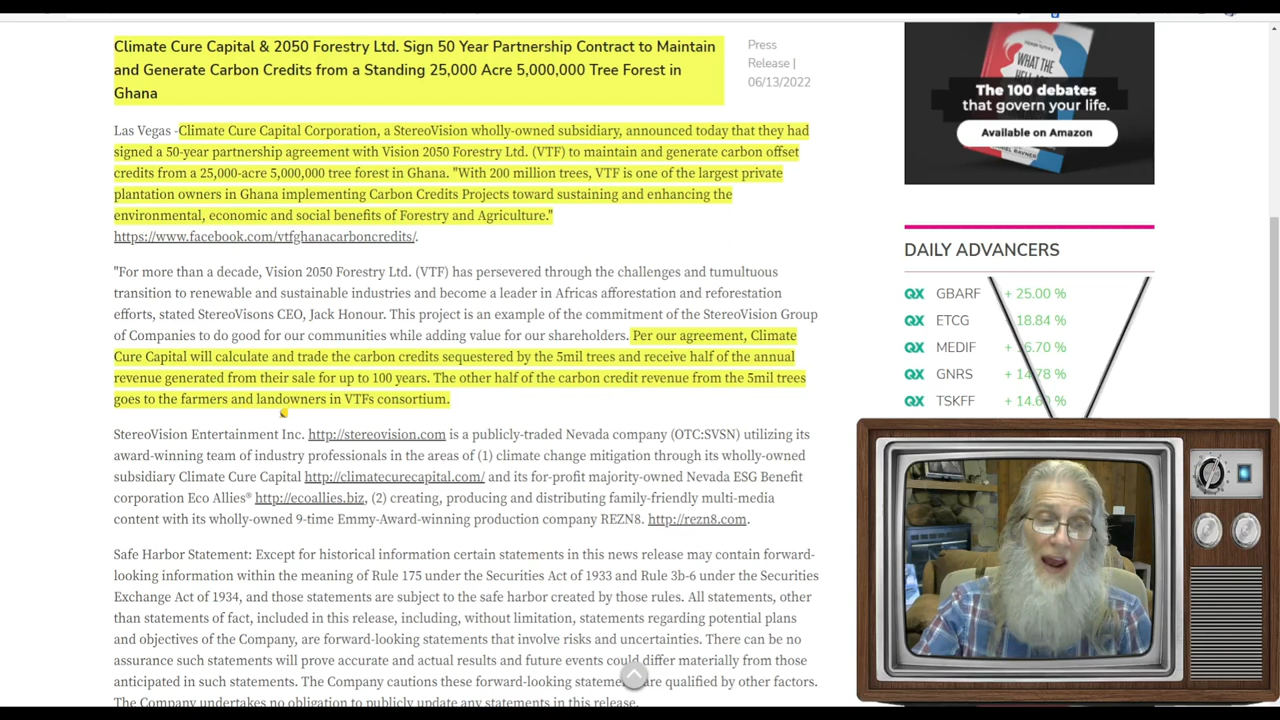 Climate Cure Capital & 2050 Forestry Ltd. Sign 50 Year Partnership Contract to Maintain
and Generate Carbon Credits from a Standing 25,000 Acre 5,000,000 Tree Forest in
Ghana
Press
Release |
06/13/2022
Las Vegas -Climate Cure Capital Corporation, a StereoVision wholly-owned subsidiary, announced today that they had
signed a 50-year partnership agreement with Vision 2050 Forestry Ltd. (VTF) to maintain and generate carbon offset
credits from a 25,000-acre 5,000,000 tree forest in Ghana. "With 200 million trees, VTF is one of the largest private
plantation owners in Ghana implementing Carbon Credits Projects toward sustaining and enhancing the
environmental, economic and social benefits of Forestry and Agriculture."
https://www.facebook.com/vtfghanacarboncredits/.
"For more than a decade, Vision 2050 Forestry Ltd. (VTF) has persevered through the challenges and tumultuous
transition to renewable and sustainable industries and become a leader in Africas afforestation and reforestation
efforts, stated StereoVisons CEO, Jack Honour. This project is an example of the commitment of the StereoVision Group
of Companies to do good for our communities while adding value for our shareholders. Per our agreement, Climate
Cure Capital will calculate and trade the carbon credits sequestered by the 5mil trees and receive half of the annual
revenue generated from their sale for up to 100 years. The other half of the carbon credit revenue from the 5mil trees
goes to the farmers and landowners in VTFs consortium.
StereoVision Entertainment Inc. http://stereovision.com is a publicly-traded Nevada company (OTC:SVSN) utilizing its
award-winning team of industry professionals in the areas of (1) climate change mitigation through its wholly-owned
subsidiary Climate Cure Capital http://climatecurecapital.com/ and its for-profit majority-owned Nevada ESG Benefit
corporation Eco Allies® http://ecoallies.biz, (2) creating, producing and distributing family-friendly multi-media
content with its wholly-owned 9-time Emmy-Award-winning production company REZN8. http://rezn8.com.
Safe Harbor Statement: Except for historical information certain statements in this news release may contain forward-
looking information within the meaning of Rule 175 under the Securities Act of 1933 and Rule 3b-6 under the Securities
Exchange Act of 1934, and those statements are subject to the safe harbor created by those rules. All statements, other
than statements of fact, included in this release, including, without limitation, statements regarding potential plans
and objectives of the Company, are forward-looking statements that involve risks and uncertainties. There can be no
assurance such statements will prove accurate and actual results and future events could differ materially from those
anticipated in such statements. The Company cautions these forward-looking are qualified by other factors.
The Company undertakes no obligation to publicly update any statements in this release.
WHAT THE
The 100 debates
that govern your life.
Available on Amazon
DAILY ADVANCERS
QX GBARF + 25.00 %
QX ETCG 18.84 %
QX MEDIF
QX GNRS
QX TSKFF